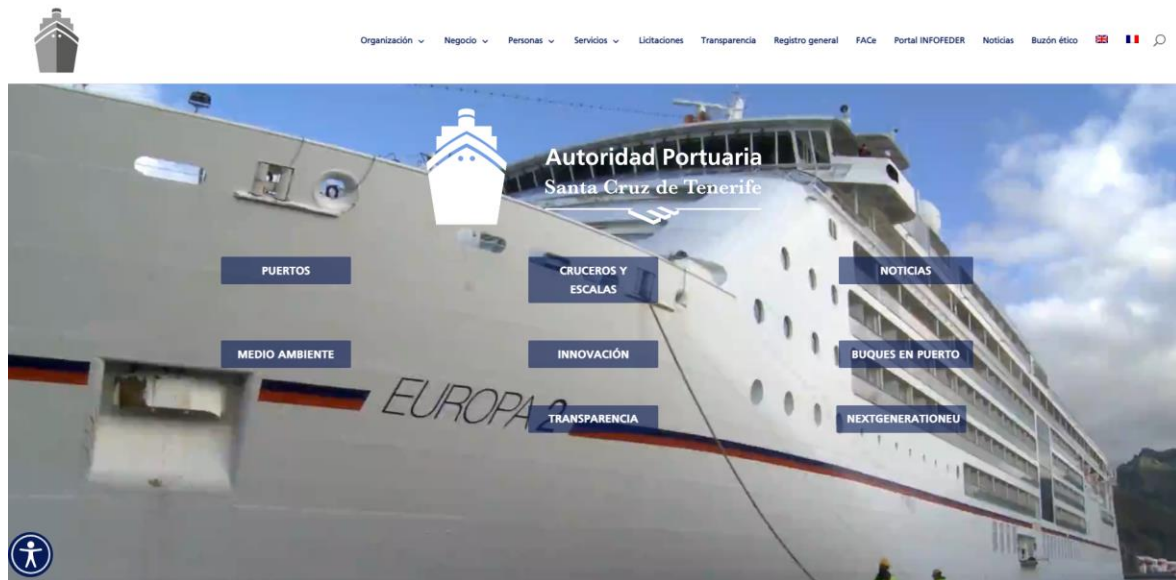 Organización Negocio Personas Servicios Licitaciones Transparencia Registro general FACe Portal INFOFEDER Noticias Buzón ético
Autoridad Portuaria
Santa Cruz de Tenerife
PUERTOS
CRUCEROS Y
ESCALAS
NOTICIAS
MEDIO AMBIENTE
INNOVACIÓN
BUQUES EN PUERTO
EUROPA 2
TRANSPARENCIA
NEXTGENERATIONEU